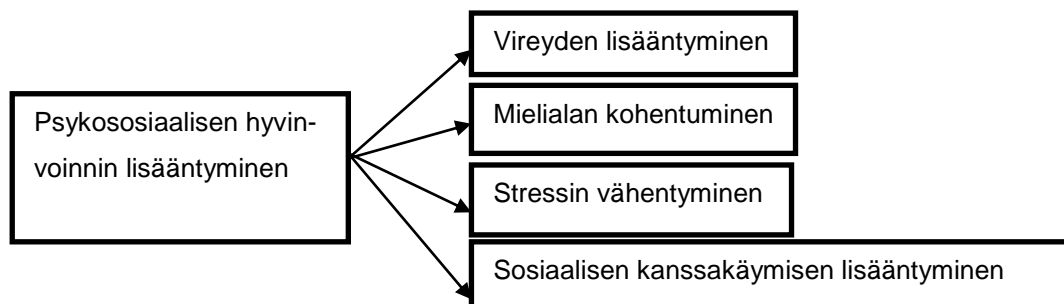 Psykososiaalisen hyvin-
voinnin lisääntyminen
Vireyden lisääntyminen
Mielialan kohentuminen
Stressin vähentyminen
Sosiaalisen kanssakäymisen lisääntyminen